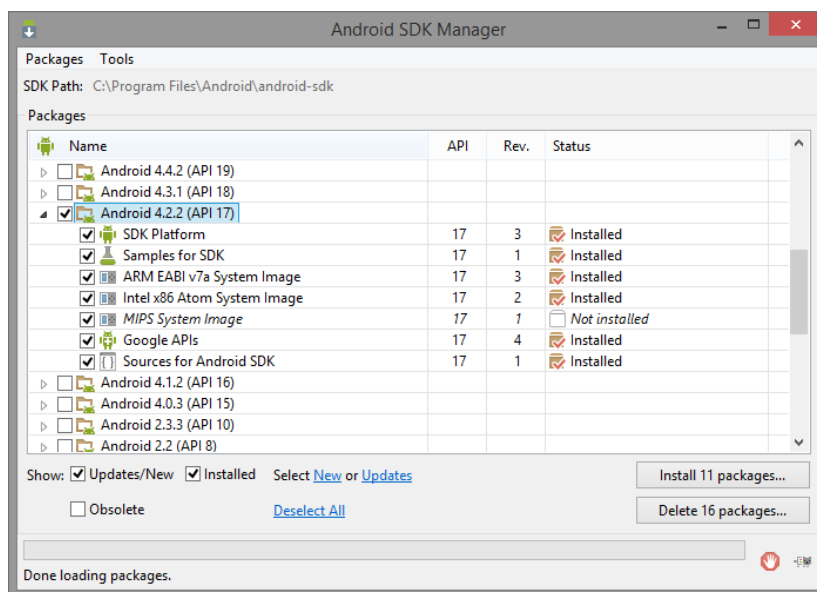 Android SDK Manager
Packages Tools
SDK Path: C:\Program Files\Android\android-sdk
Packages
Name API Rev. Status
Android 4.4.2 (API 19)
Android 4.3.1 (API 18)
Android 4.2.2 (API 17)
SDK Platform 17 3 Installed
Samples for SDK 17 1 Installed
ARM EABI v7a System Image 17 3 Installed
Intel x86 Atom System Image 17 2 Installed
MIPS System Image 17 1 Not installed
Google APIs 17 4 Installed
Sources for Android SDK 17 1 Installed
Android 4.1.2 (API 16)
Android 4.0.3 (API 15)
Android 2.3.3 (API 10)
Android 2.2 (API 8)
Show: Updates/New Installed Select New or Updates Install 11 packages...
Obsolete Deselect All Delete 16 packages...
Done loading packages.